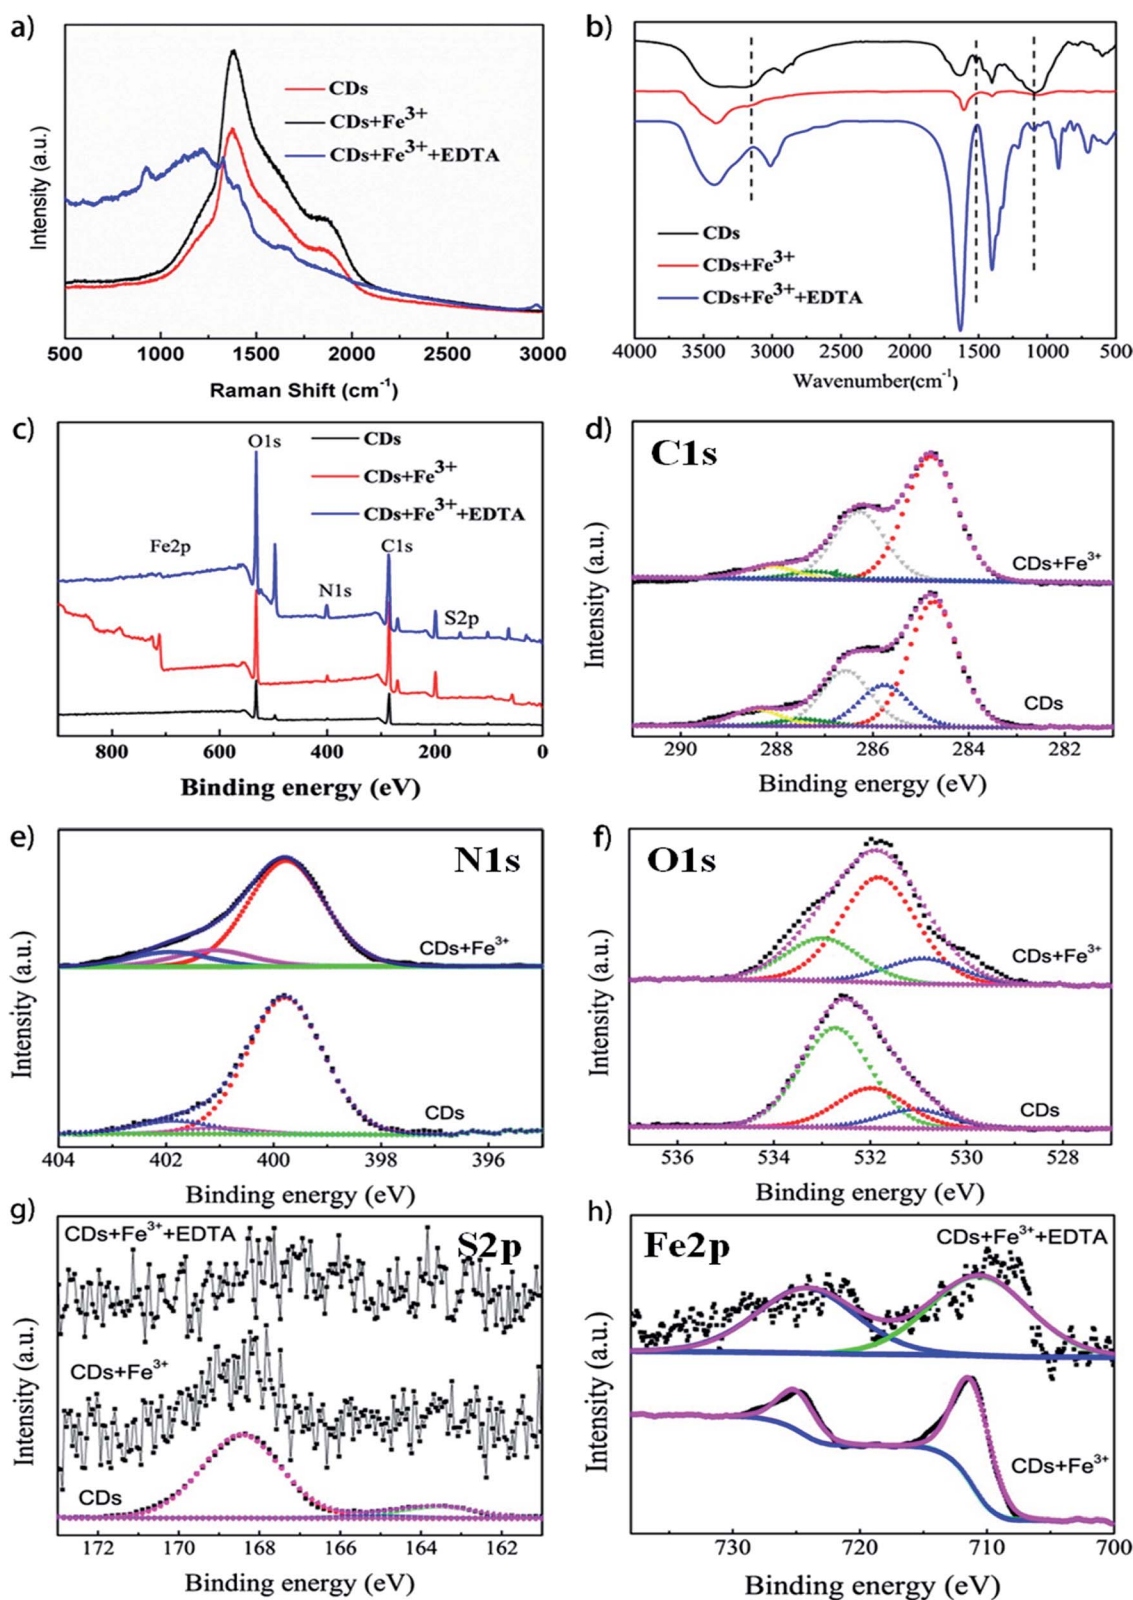 a)
Intensity (a.u.)
CDs
CDs+Fe³⁺
CDs+Fe³⁺+EDTA
500 1000 1500 2000 2500 3000
Raman Shift (cm⁻¹)
b)
CDs
CDs+Fe³⁺
CDs+Fe³⁺+EDTA
4000 3500 3000 2500 2000 1500 1000 500
Wavenumber(cm⁻¹)
c)
O1s
CDs
CDs+Fe³⁺
CDs+Fe³⁺+EDTA
Fe2p
C1s
N1s
S2p
800 600 400 200 0
Binding energy (eV)
d)
C1s
Intensity (a.u.)
CDs+Fe³⁺
CDs
290 288 286 284 282
Binding energy (eV)
e)
N1s
Intensity (a.u.)
CDs+Fe³⁺
CDs
404 402 400 398 396
Binding energy (eV)
f)
O1s
Intensity (a.u.)
CDs+Fe³⁺
CDs
536 534 532 530 528
Binding energy (eV)
g)
CDs+Fe³⁺+EDTA
S2p
Intensity (a.u.)
CDs+Fe³⁺
CDs
172 170 168 166 164 162
Binding energy (eV)
h)
Fe2p
CDs+Fe³⁺+EDTA
Intensity (a.u.)
CDs+Fe³⁺
730 720 710 700
Binding energy (eV)